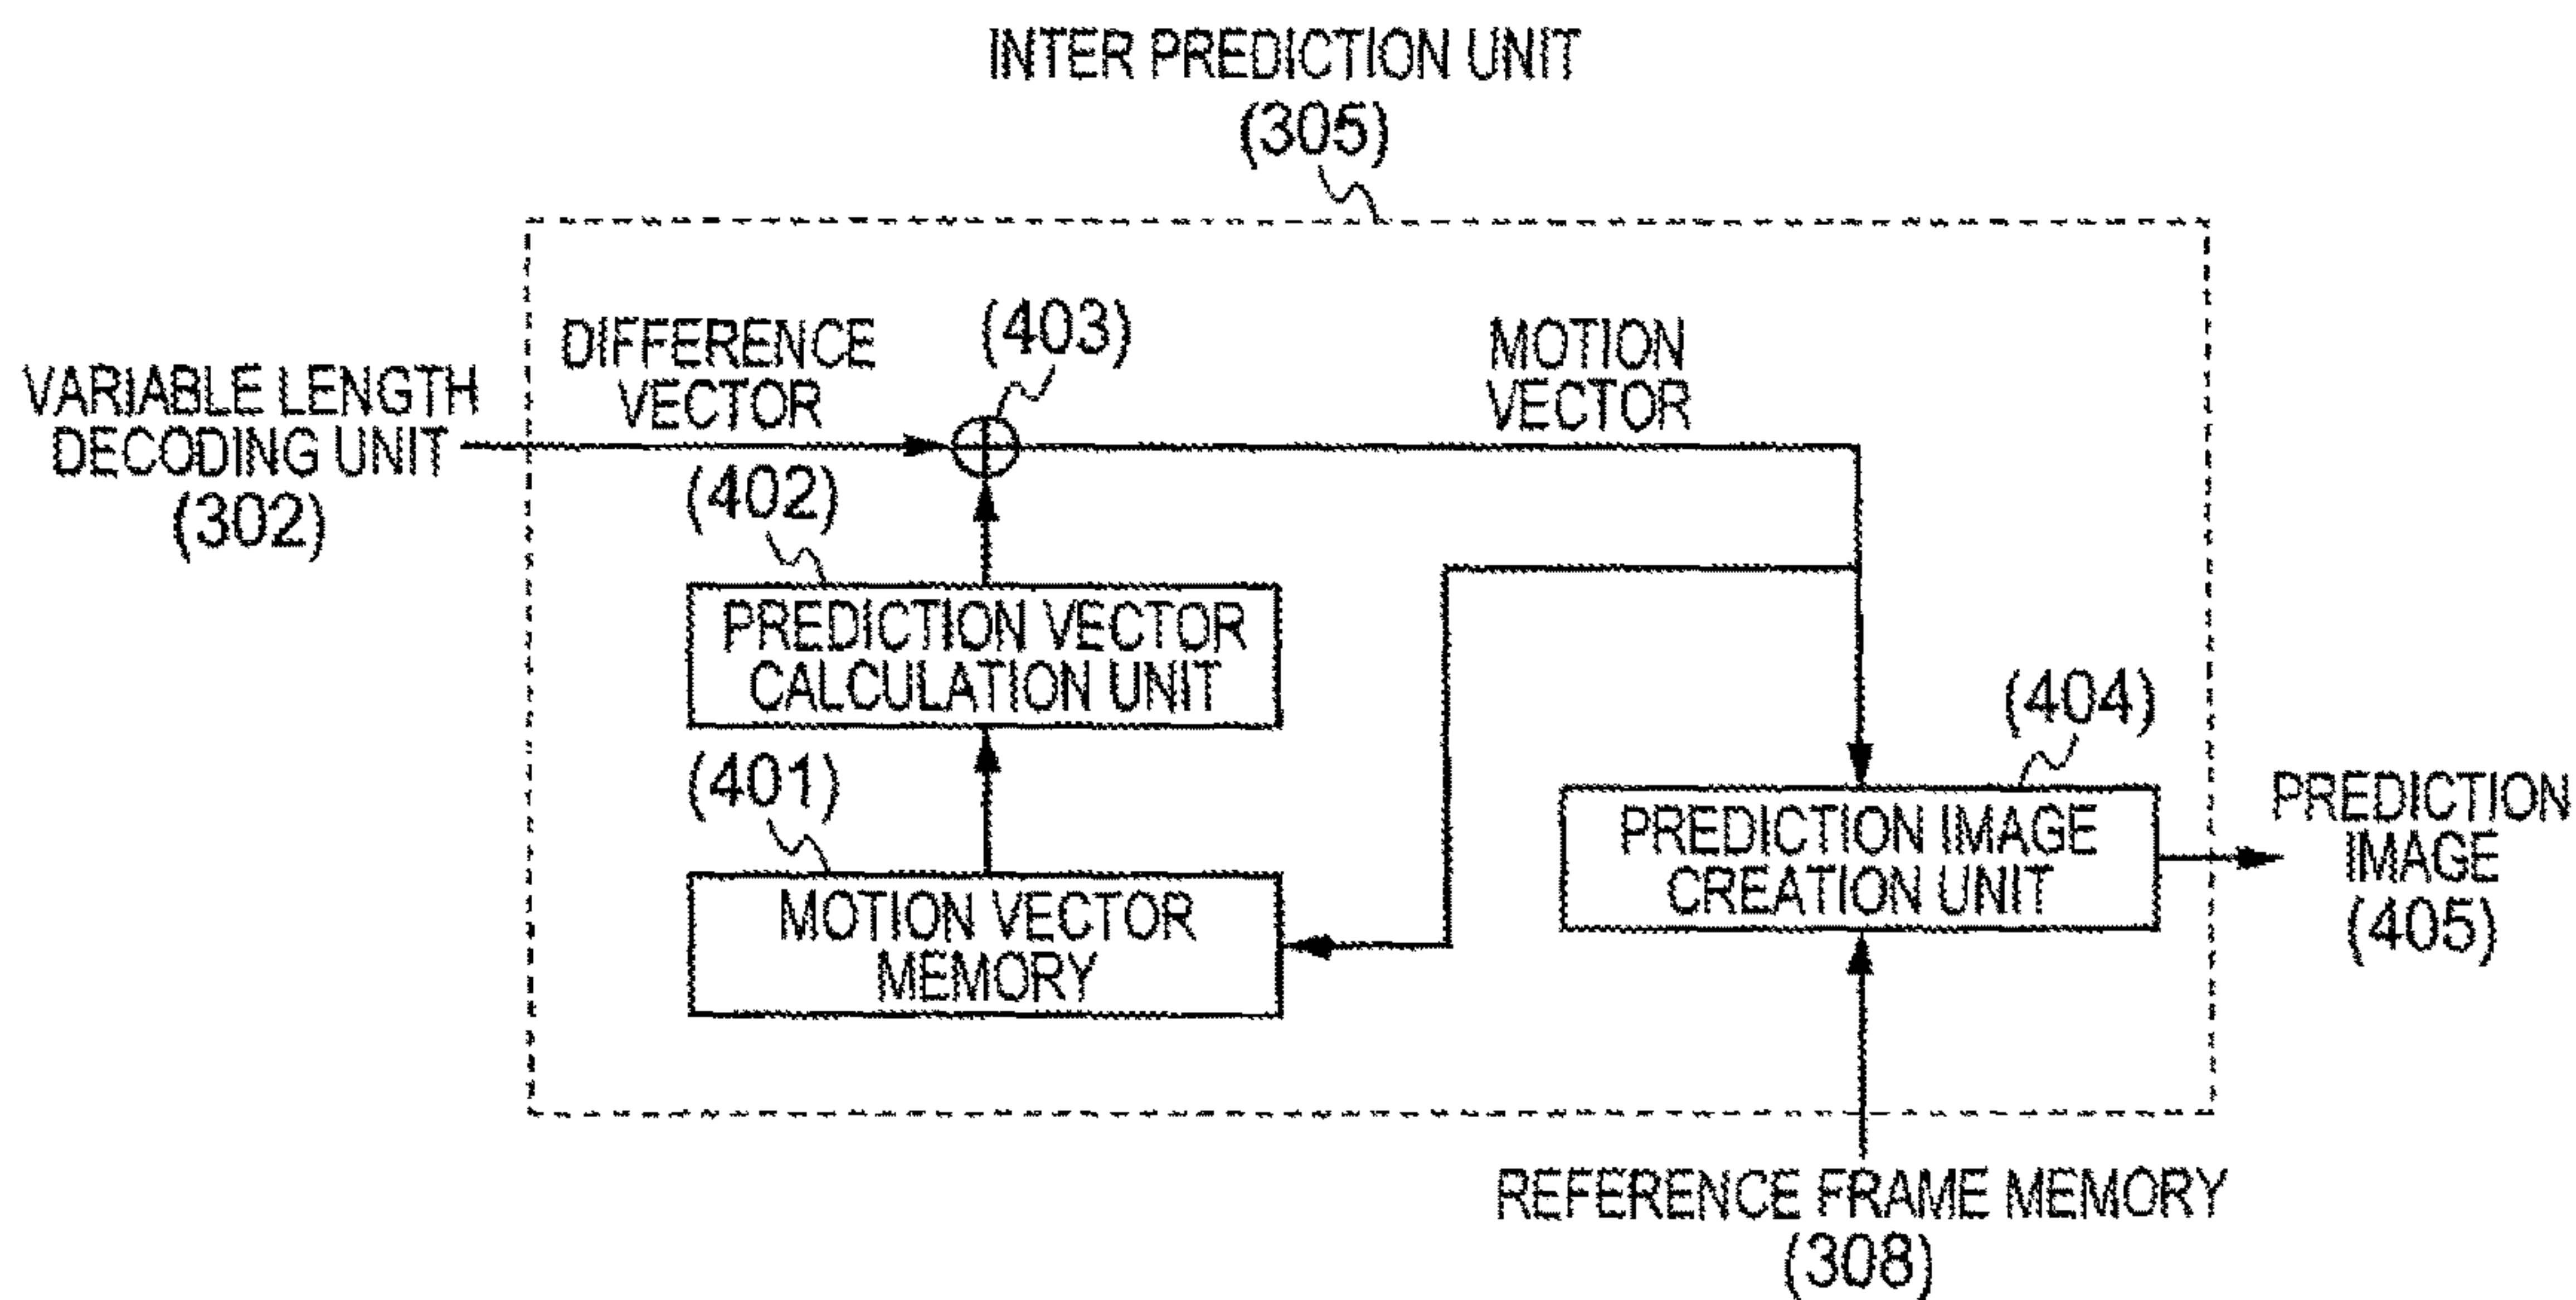 INTER PREDICTION UNIT
(305)
VARIABLE LENGTH
DECODING UNIT
(302)
DIFFERENCE
VECTOR
(403)
MOTION
VECTOR
(402)
PREDICTION VECTOR
CALCULATION UNIT
(401)
MOTION VECTOR
MEMORY
(404)
PREDICTION IMAGE
CREATION UNIT
PREDICTION
IMAGE
(405)
REFERENCE FRAME MEMORY
(308)